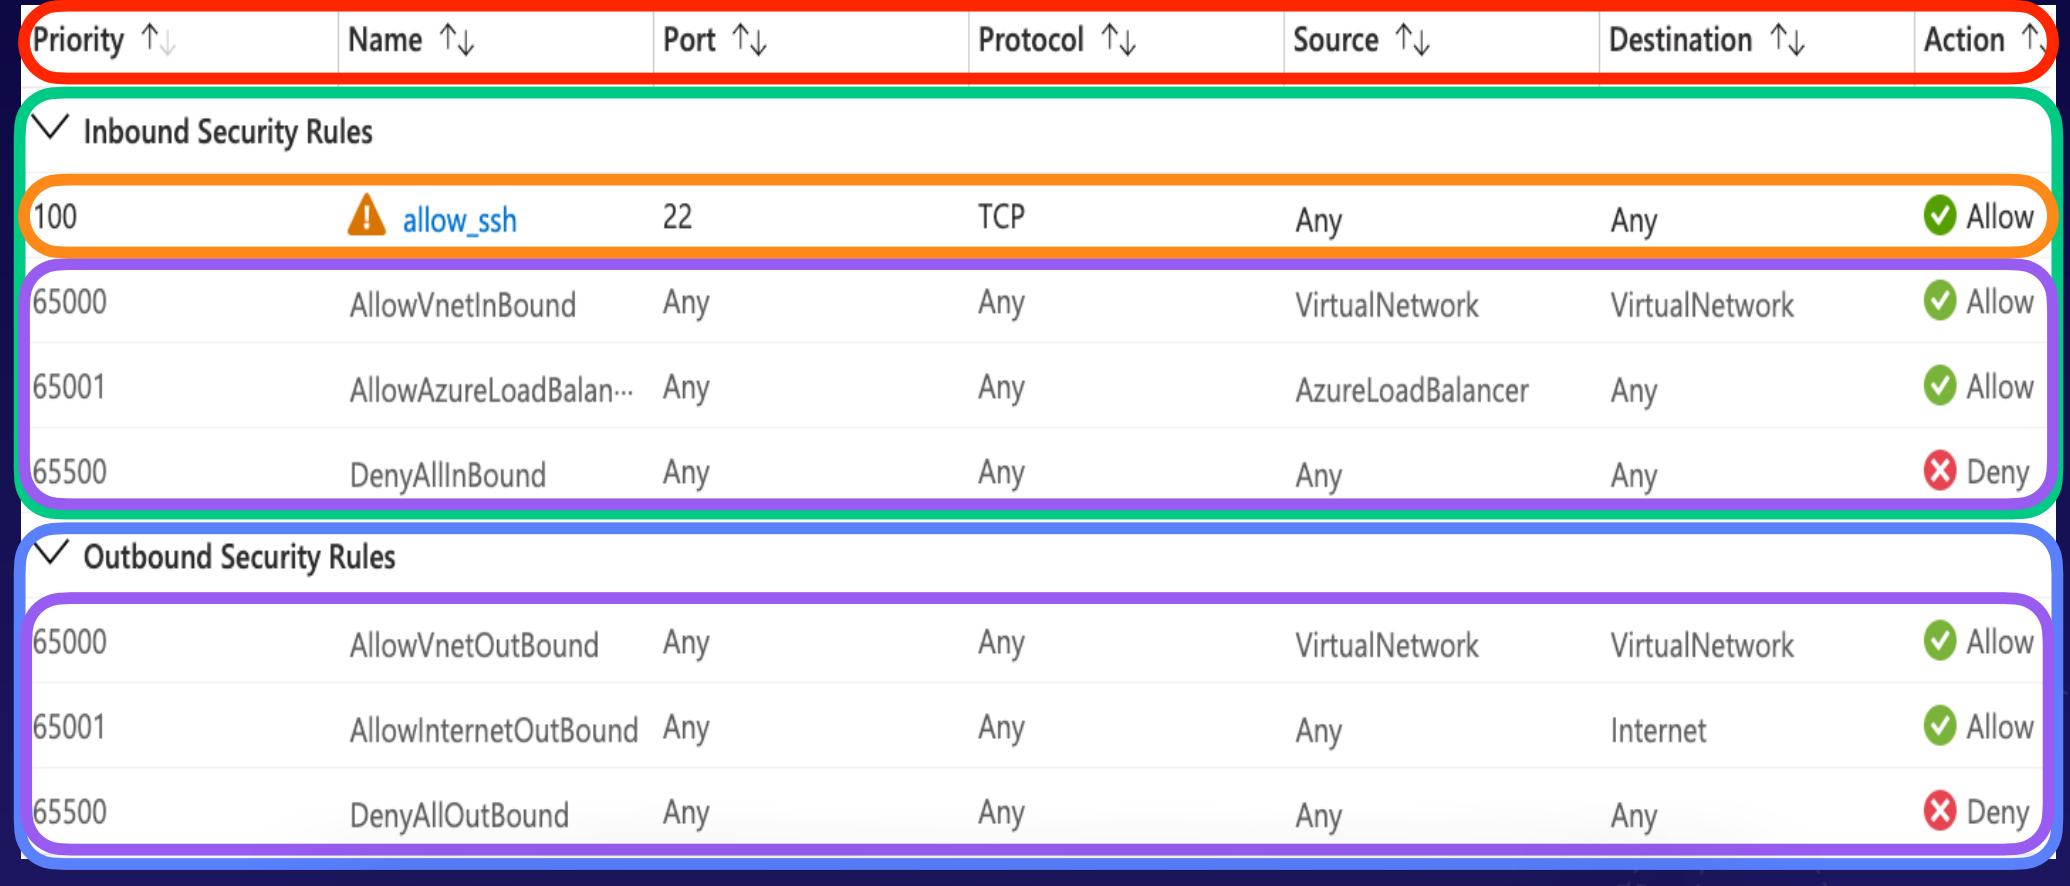 Priority ↑↓ Name ↑↓ Port ↑↓ Protocol ↑↓ Source ↑↓ Destination ↑↓ Action ↑↓
Inbound Security Rules
100 allow_ssh 22 TCP Any Any Allow
65000 AllowVnetInBound Any Any VirtualNetwork VirtualNetwork Allow
65001 AllowAzureLoadBalan... Any Any AzureLoadBalancer Any Allow
65500 DenyAllInBound Any Any Any Any Deny
Outbound Security Rules
65000 AllowVnetOutBound Any Any VirtualNetwork VirtualNetwork Allow
65001 AllowInternetOutBound Any Any Any Internet Allow
65500 DenyAllOutBound Any Any Any Any Deny